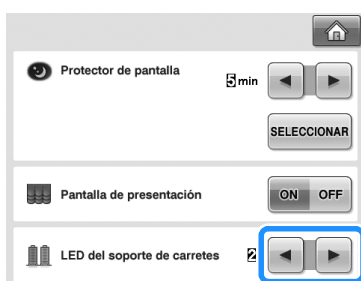 Protector de pantalla
5 min
SELECCIONAR
Pantalla de presentación
ON OFF
LED del soporte de carretes 2